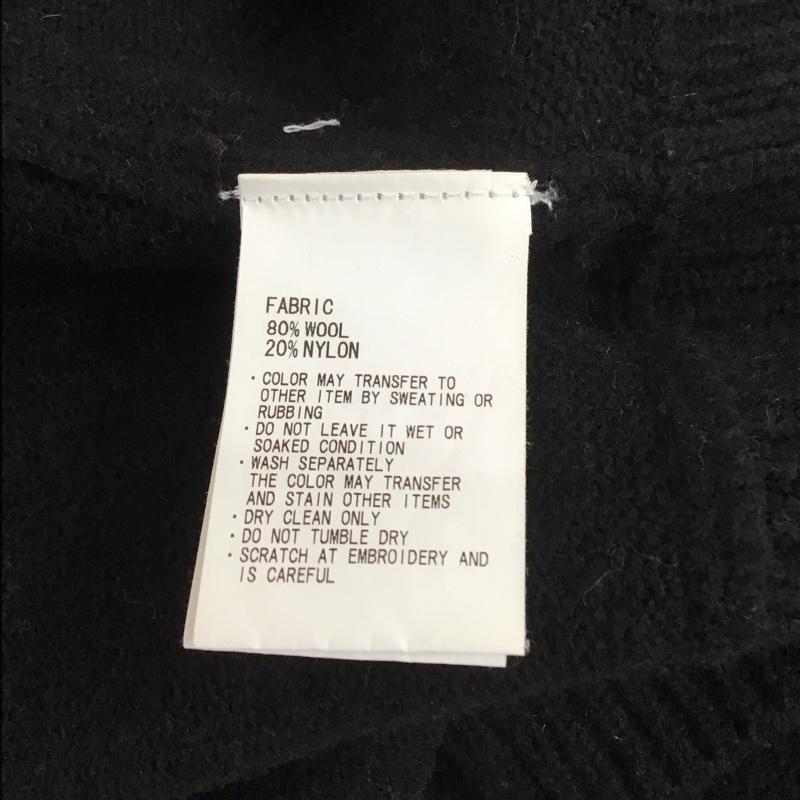 FABRIC
80% WOOL
20% NYLON
・COLOR MAY TRANSFER TO
OTHER ITEM BY SWEATING OR
RUBBING
・DO NOT LEAVE IT WET OR
SOAKED CONDITION
・WASH SEPARATELY
THE COLOR MAY TRANSFER
AND STAIN OTHER ITEMS
・DRY CLEAN ONLY
・DO NOT TUMBLE DRY
・SCRATCH AT EMBROIDERY AND
IS CAREFUL